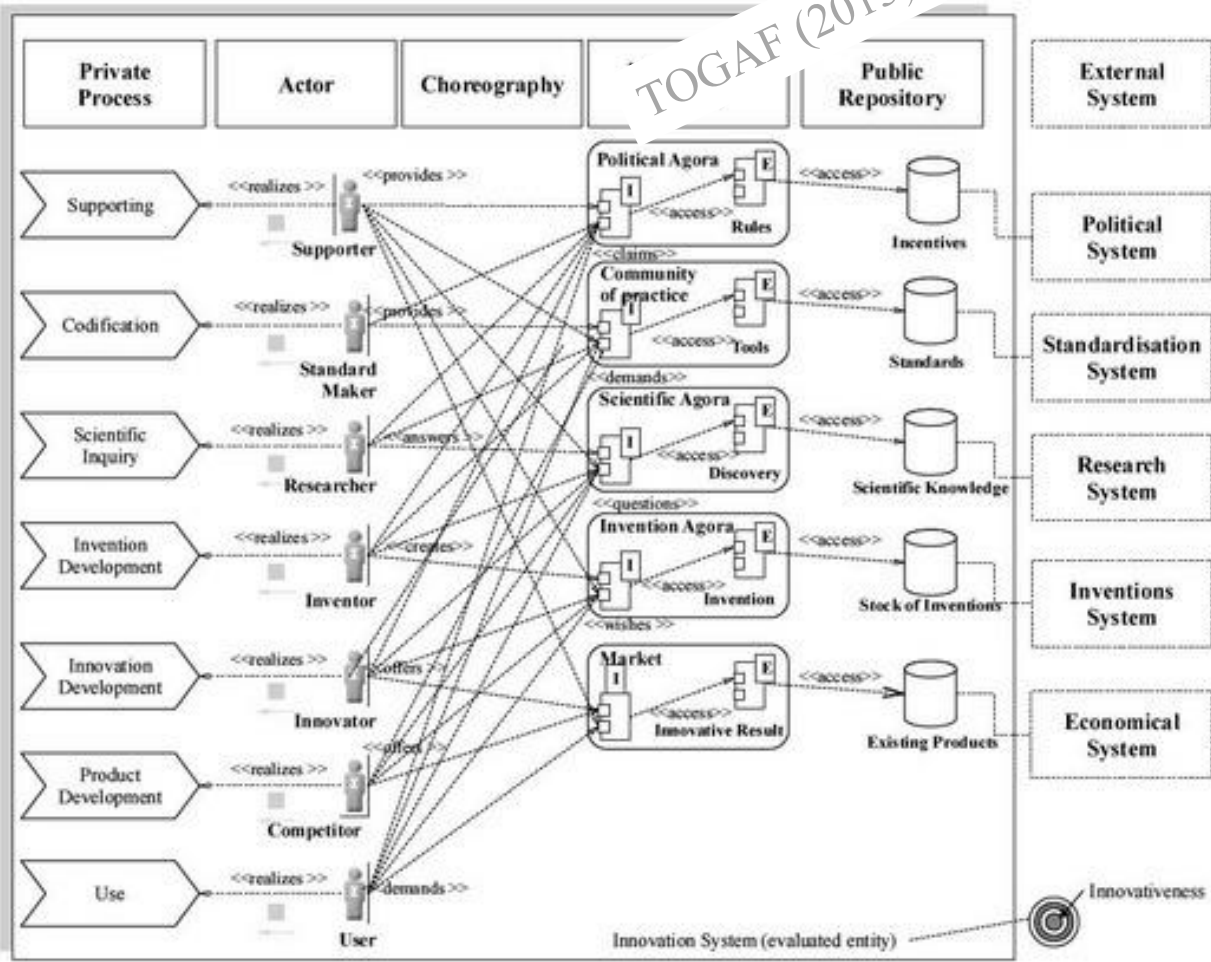 TOGAF (2013)
Private
Process
Actor
Choreography
Public
Repository
External
System
Supporting
<<realizes >>
Supporter
<<provides >>
Political Agora
I
E
<<access>>
Rules
<<access>>
Incentives
Political
System
<<claims>>
Codification
<<realizes >>
Standard
Maker
<<provides>>
Community
of practice
I
E
<<access>>
Tools
<<access>>
Standards
Standardisation
System
<<demands>>
Scientific
Inquiry
<<realizes >>
Researcher
<<answers >>
Scientific Agora
I
E
<<access>>
Discovery
<<access>>
Scientific Knowledge
Research
System
<<questions>>
Invention
Development
<<realizes >>
Inventor
<<creates>>
Invention Agora
I
E
<<access>>
Invention
<<access>>
Stock of Inventions
Inventions
System
<<wishes >>
Innovation
Development
<<realizes >>
Innovator
<<offers >>
Market
I
E
<<access>>
Innovative Result
<<access>>
Existing Products
Economical
System
Product
Development
<<realizes >>
Competitor
<<offers >>
Use
<<realizes >>
User
demands >>
Innovation System (evaluated entity)
Innovativeness